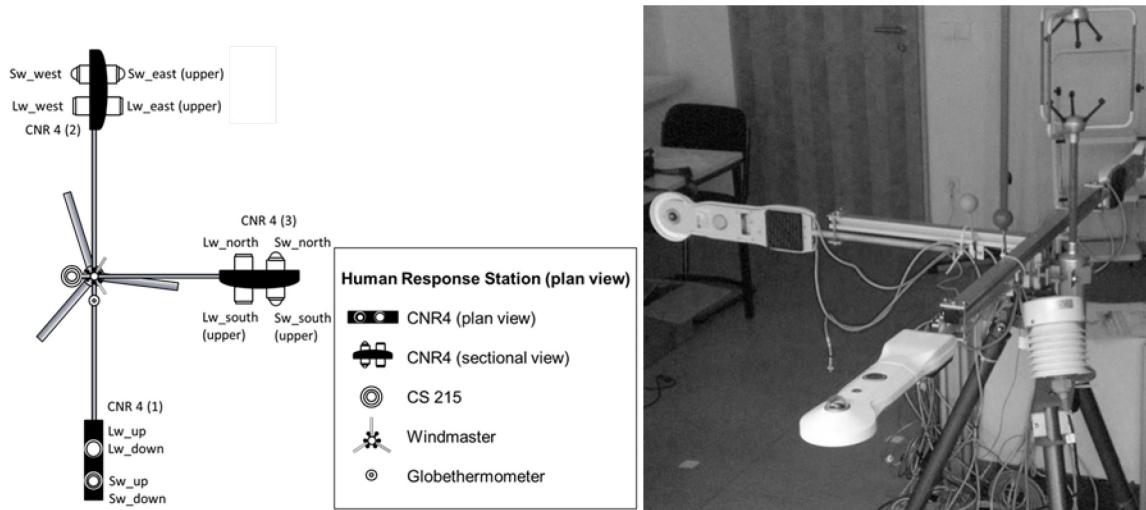 Sw_west
Sw_east (upper)
Lw_west
Lw_east (upper)
CNR 4 (2)
CNR 4 (3)
Lw_north
Sw_north
Lw_south
(upper)
Sw_south
(upper)
CNR 4 (1)
Lw_up
Lw_down
Sw_up
Sw_down
Human Response Station (plan view)
CNR4 (plan view)
CNR4 (sectional view)
CS 215
Windmaster
Globethermometer